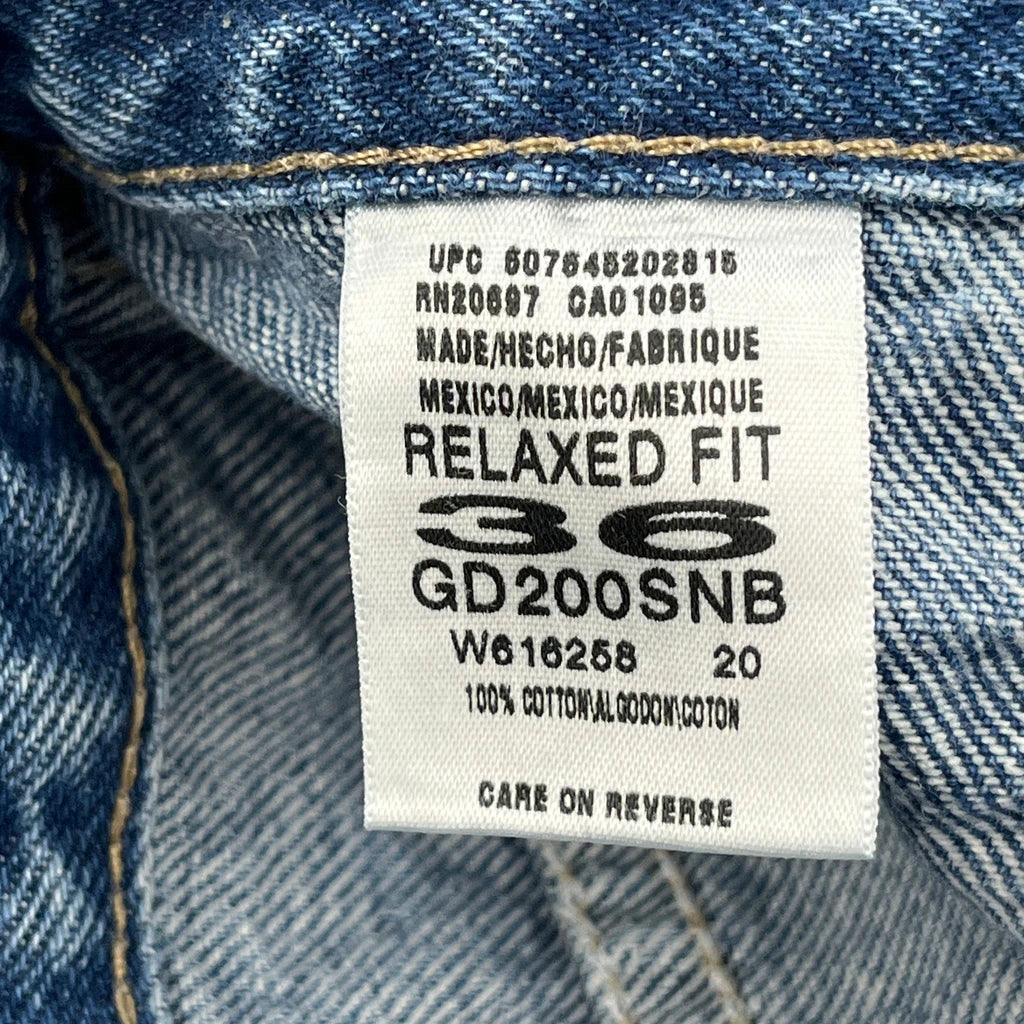 UPC 607645202815
RN20697 CA01095
MADE/HECHO/FABRIQUE
MEXICO/MEXICO/MEXIQUE
RELAXED FIT
36
GD200SNB
W616258 20
100% COTTON\ALGODON\COTON
CARE ON REVERSE